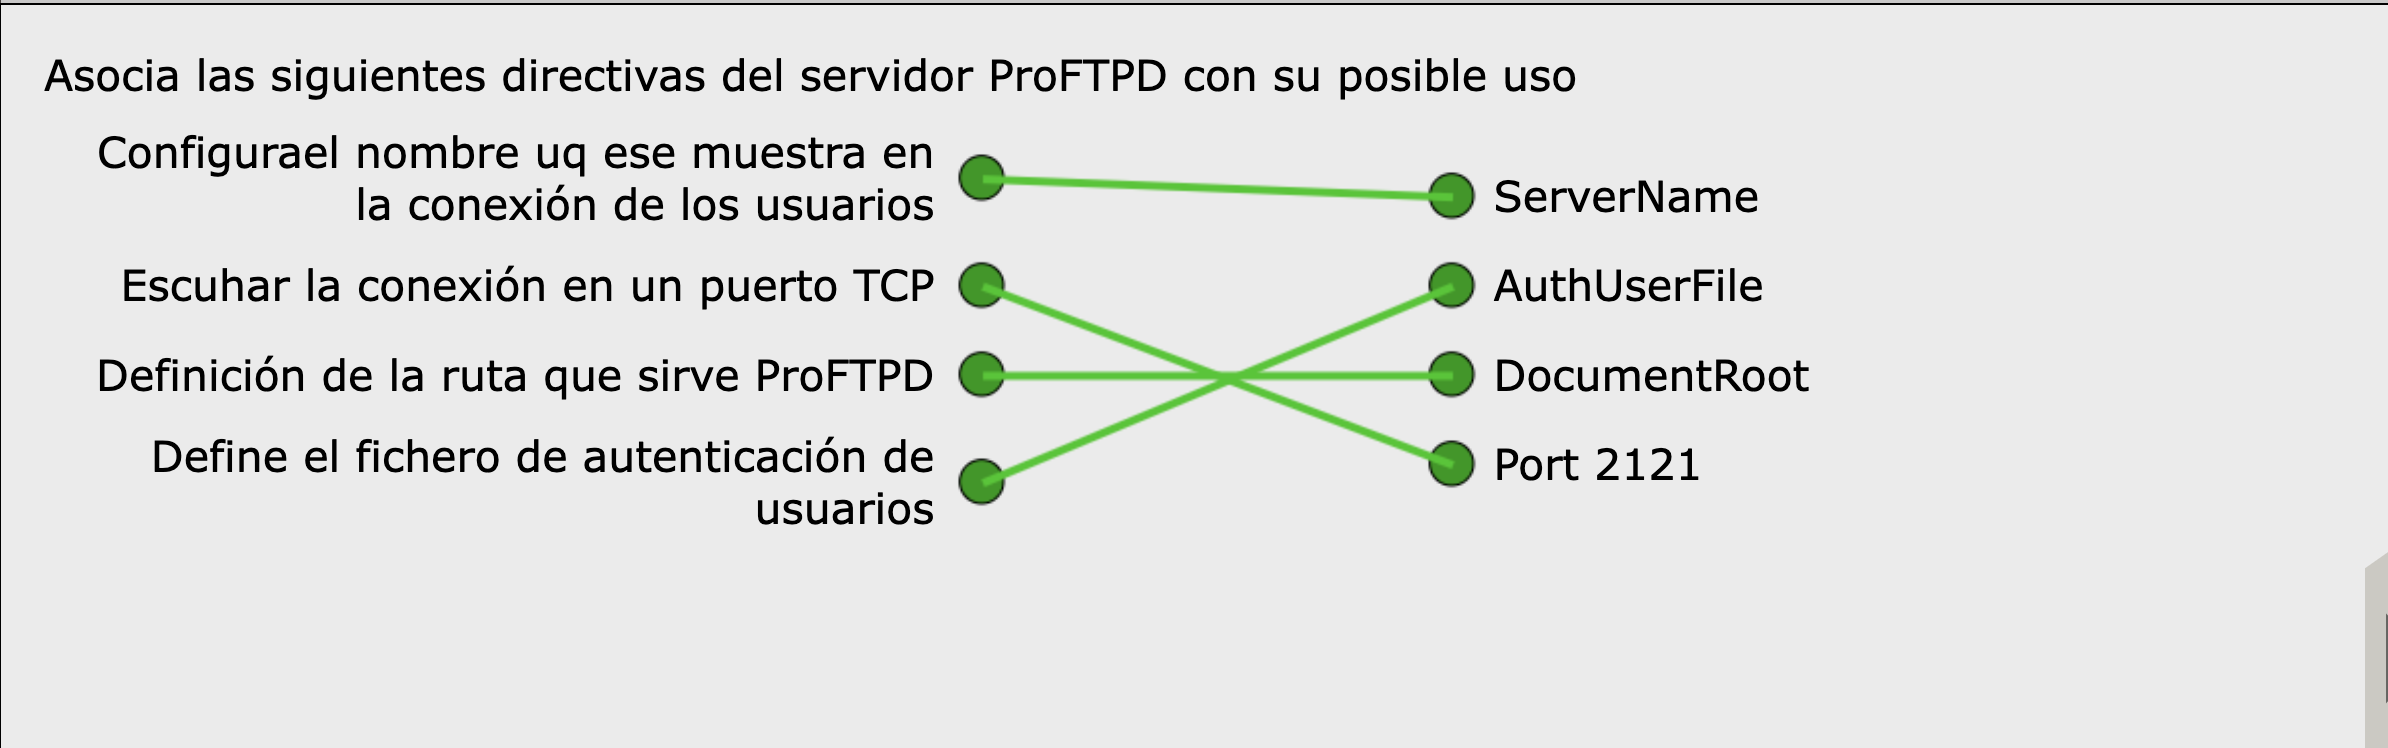 Asocia las siguientes directivas del servidor ProFTPD con su posible uso
Configurael nombre uq ese muestra en
la conexión de los usuarios
ServerName
Escuhar la conexión en un puerto TCP
AuthUserFile
Definición de la ruta que sirve ProFTPD
DocumentRoot
Define el fichero de autenticación de
usuarios
Port 2121